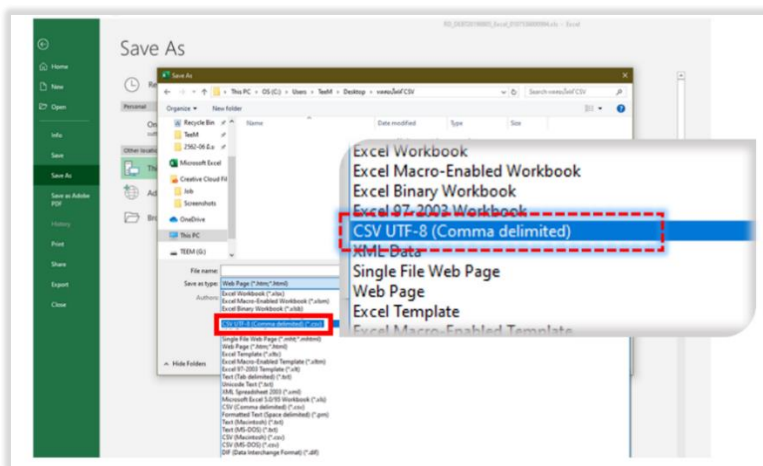 Save As
Home
New
Open
Info
Save
Save As
Save as Adobe
PDF
History
Print
Share
Export
Close
Personal
Other locations
Save As
This PC › OS (C:) › Users › TeeM › Desktop
Organize
New folder
Name
Date modified
Type
Size
Recycle Bin
TeeM
Microsoft Excel
Creative Cloud Fil
Job
Screenshots
OneDrive
This PC
TEEM (G:)
File name:
Save as type: Web Page (*.htm;*.html)
Authors:
Excel Workbook (*.xlsx)
Excel Macro-Enabled Workbook (*.xlsm)
Excel Binary Workbook (*.xlsb)
CSV UTF-8 (Comma delimited) (*.csv)
Single File Web Page (*.mht;*.mhtml)
Web Page (*.htm;*.html)
Excel Template (*.xltx)
Excel Macro-Enabled Template (*.xltm)
Excel 97-2003 Template (*.xlt)
Text (Tab delimited) (*.txt)
Unicode Text (*.txt)
XML Spreadsheet 2003 (*.xml)
Microsoft Excel 5.0/95 Workbook (*.xls)
CSV (Comma delimited) (*.csv)
Formatted Text (Space delimited) (*.prn)
Text (Macintosh) (*.txt)
Text (MS-DOS) (*.txt)
CSV (Macintosh) (*.csv)
CSV (MS-DOS) (*.csv)
DIF (Data Interchange Format) (*.dif)
Hide Folders
Excel Workbook
Excel Macro-Enabled Workbook
Excel Binary Workbook
Excel 97-2003 Workbook
CSV UTF-8 (Comma delimited)
XML Data
Single File Web Page
Web Page
Excel Template
Excel Macro-Enabled Template